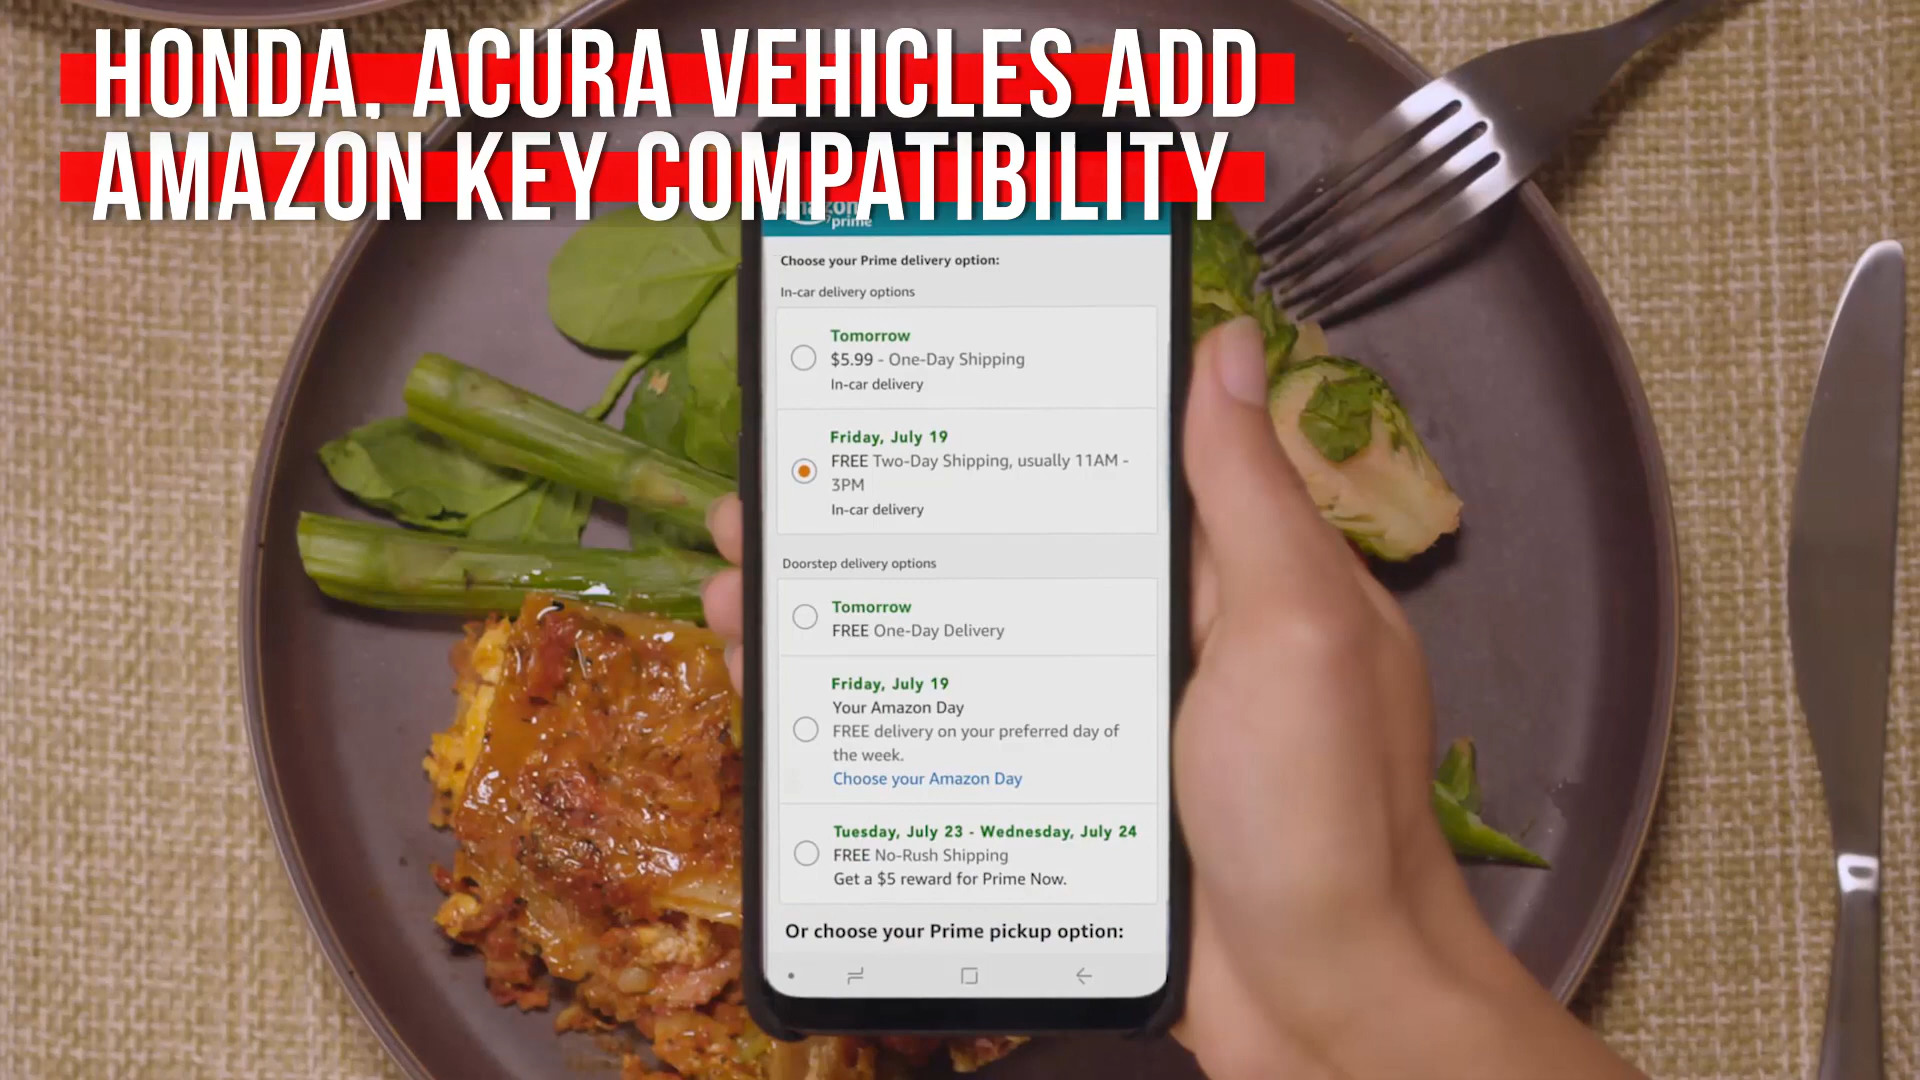 HONDA, ACURA VEHICLES ADD
AMAZON KEY COMPATIBILITY
amazon
prime
Choose your Prime delivery option:
In-car delivery options
Tomorrow
$5.99 - One-Day Shipping
In-car delivery
Friday, July 19
FREE Two-Day Shipping, usually 11AM -
3PM
In-car delivery
Doorstep delivery options
Tomorrow
FREE One-Day Delivery
Friday, July 19
Your Amazon Day
FREE delivery on your preferred day of
the week.
Choose your Amazon Day
Tuesday, July 23 - Wednesday, July 24
FREE No-Rush Shipping
Get a $5 reward for Prime Now.
Or choose your Prime pickup option: